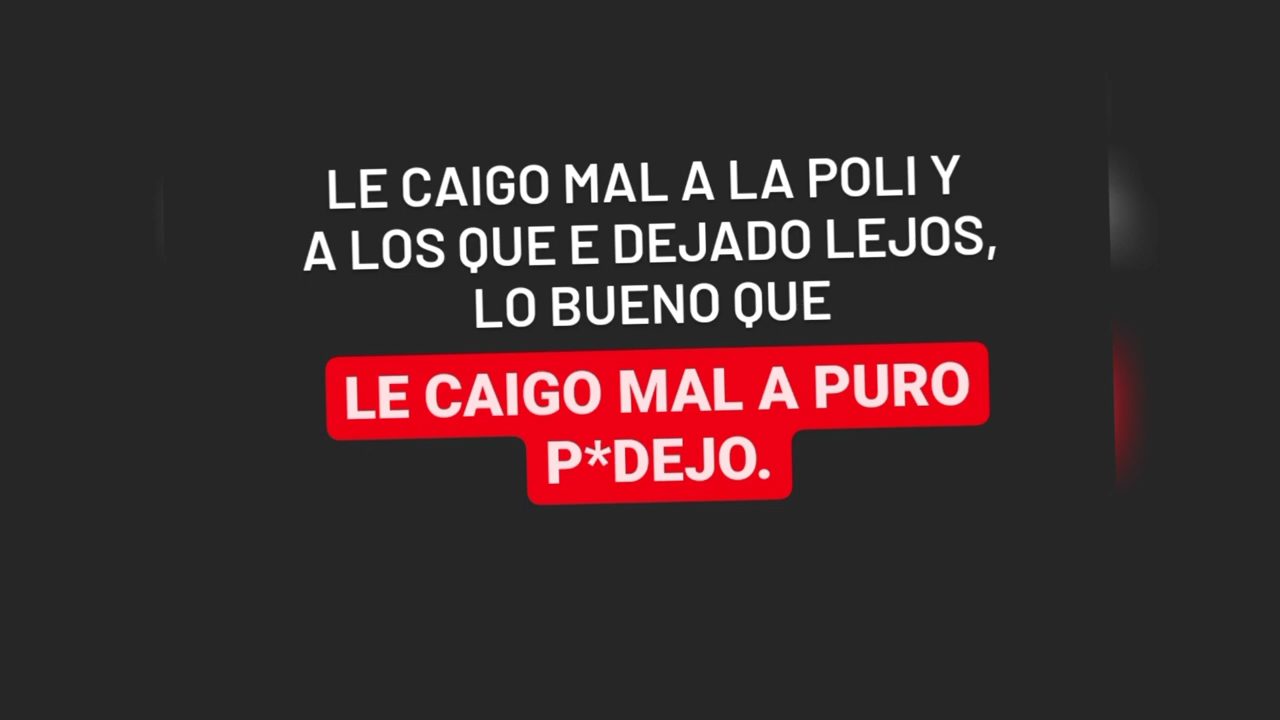 LE CAIGO MAL A LA POLI Y
A LOS QUE E DEJADO LEJOS,
LO BUENO QUE
LE CAIGO MAL A PURO
P*DEJO.